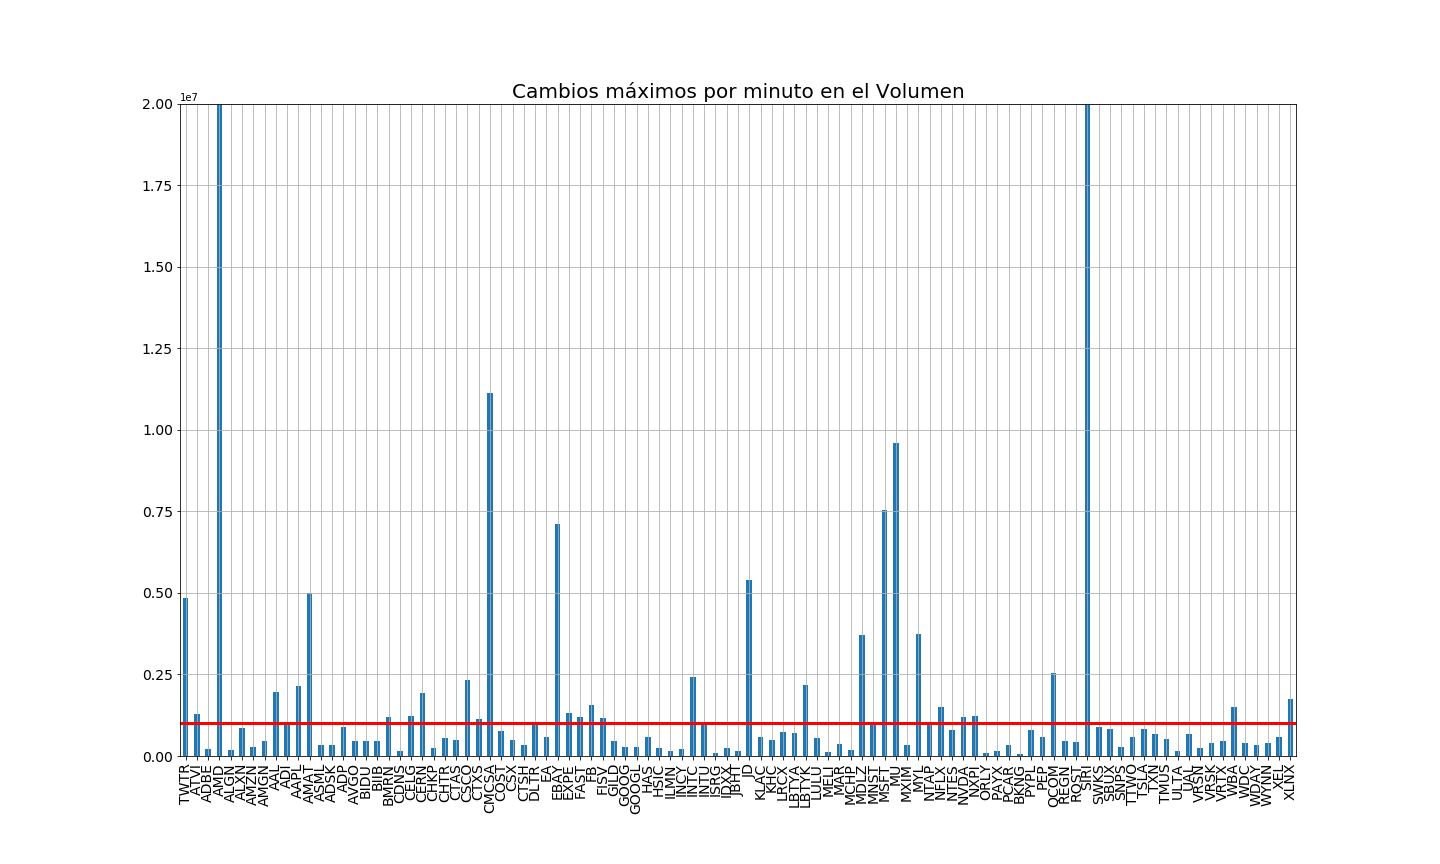 Cambios máximos por minuto en el Volumen
1e7
2.00
1.75
1.50
1.25
1.00
0.75
0.50
0.25
0.00
TWTR
ATVI
ADBE
AMD
ALGN
ALXN
AMZN
AMGN
AAL
ADI
AAPL
AMAT
ASML
ADSK
ADP
AVGO
BIDU
BIIB
BMRN
CDNS
CELG
CERN
CHKP
CHTR
CTAS
CSCO
CTXS
CMCSA
COST
CSX
CTSH
DLTR
EA
EBAY
EXPE
FAST
FB
FISV
GILD
GOOG
GOOGL
HAS
HSIC
ILMN
INCY
INTC
INTU
ISRG
IDXX
JBHT
JD
KLAC
KHC
LRCX
LBTYA
LBTYK
LULU
MELI
MAR
MCHP
MDLZ
MNST
MSFT
MU
MXIM
MYL
NTAP
NFLX
NTES
NVDA
NXPI
ORLY
PAYX
PCAR
BKNG
PYPL
PEP
QCOM
REGN
ROST
SIRI
SWKS
SBUX
SNPS
TTWO
TSLA
TXN
TMUS
ULTA
UAL
VRSN
VRSK
VRTX
WBA
WDC
WDAY
WYNN
XEL
XLNX